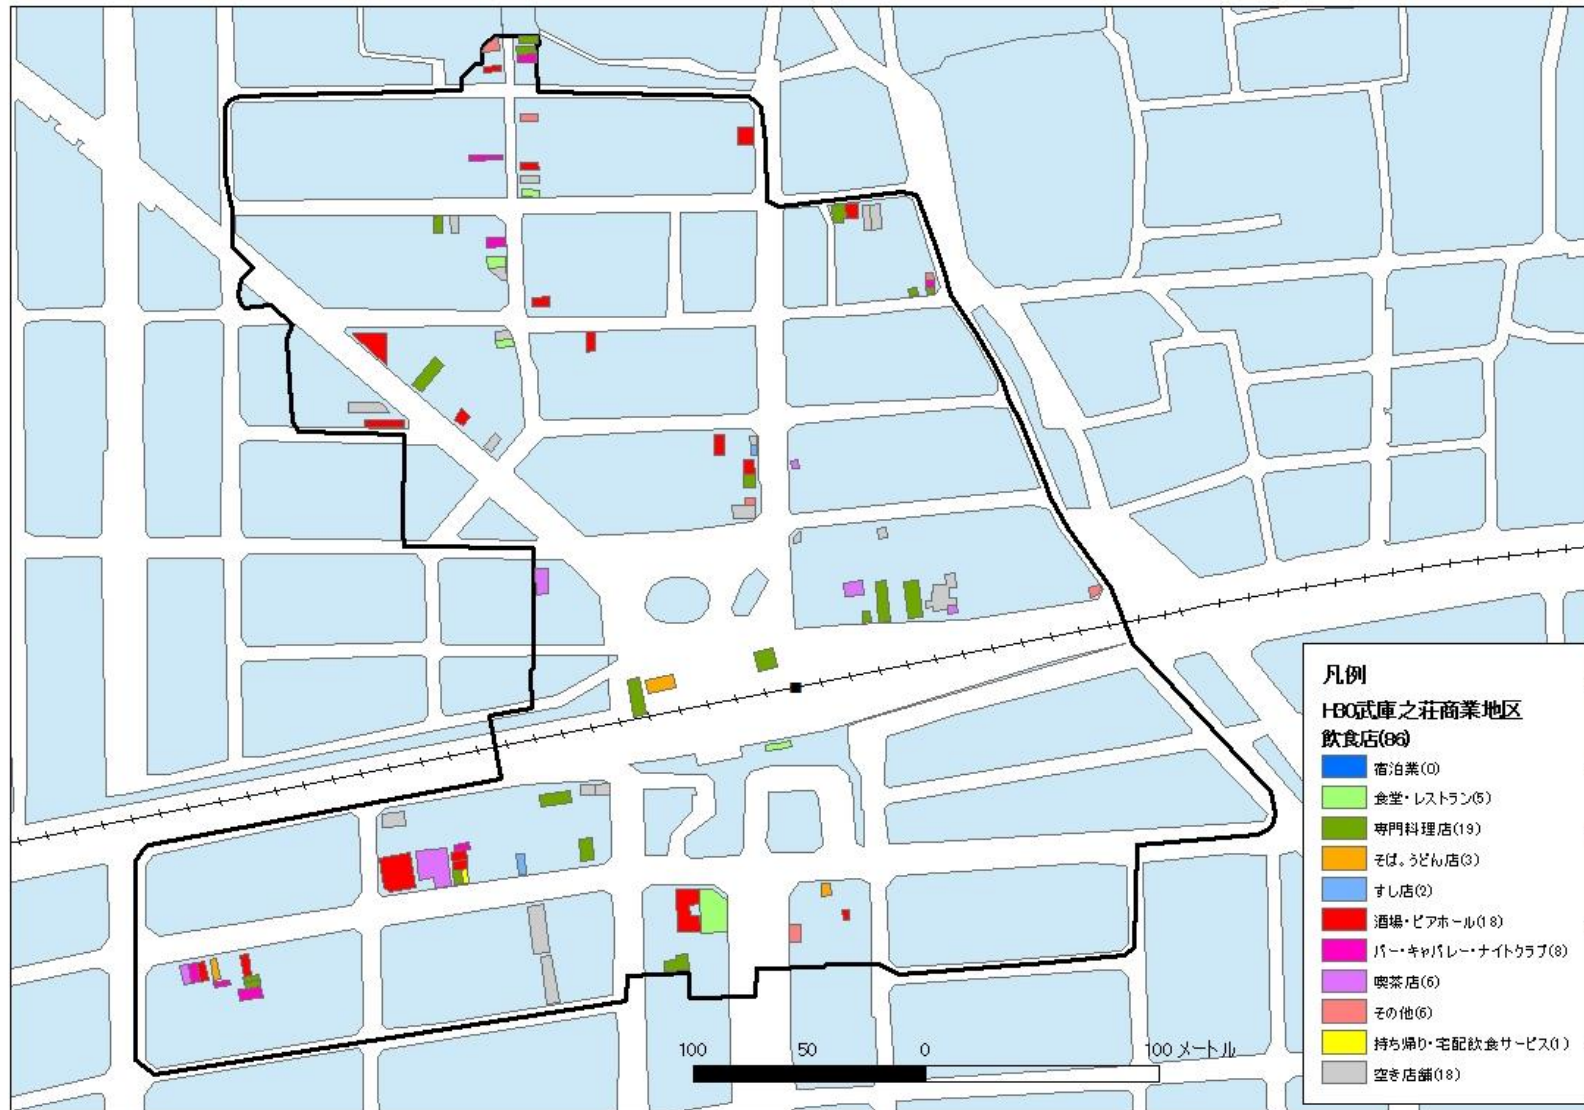 凡例
H30武庫之荘商業地区
飲食店(86)
宿泊業(0)
食堂・レストラン(5)
専門料理店(19)
そば。うどん店(3)
すし店(2)
酒場・ビアホール(18)
バー・キャバレー・ナイトクラブ(8)
喫茶店(6)
その他(6)
持ち帰り・宅配飲食サービス(1)
空き店舗(18)
100 50 0 100 メートル